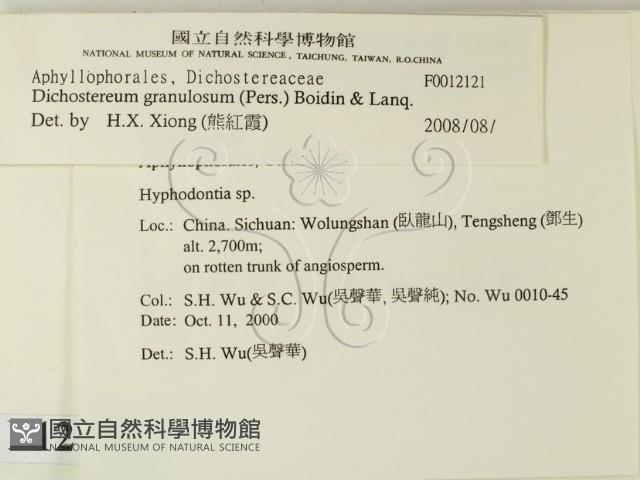 國立自然科學博物館
NATIONAL MUSEUM OF NATURAL SCIENCE, TAICHUNG, TAIWAN, R.O.CHINA
Aphyllophorales, Dichostereaceae F0012121
Dichostereum granulosum (Pers.) Boidin & Lanq.
Det. by H.X. Xiong (熊紅霞) 2008/08/
Hyphodontia sp.
Loc.: China. Sichuan: Wolungshan (臥龍山), Tengsheng (鄧生)
alt. 2,700m;
on rotten trunk of angiosperm.
Col.: S.H. Wu & S.C. Wu(吳聲華, 吳聲純); No. Wu 0010-45
Date: Oct. 11, 2000
Det.: S.H. Wu(吳聲華)
12
國立自然科學博物館
NATIONAL MUSEUM OF NATURAL SCIENCE